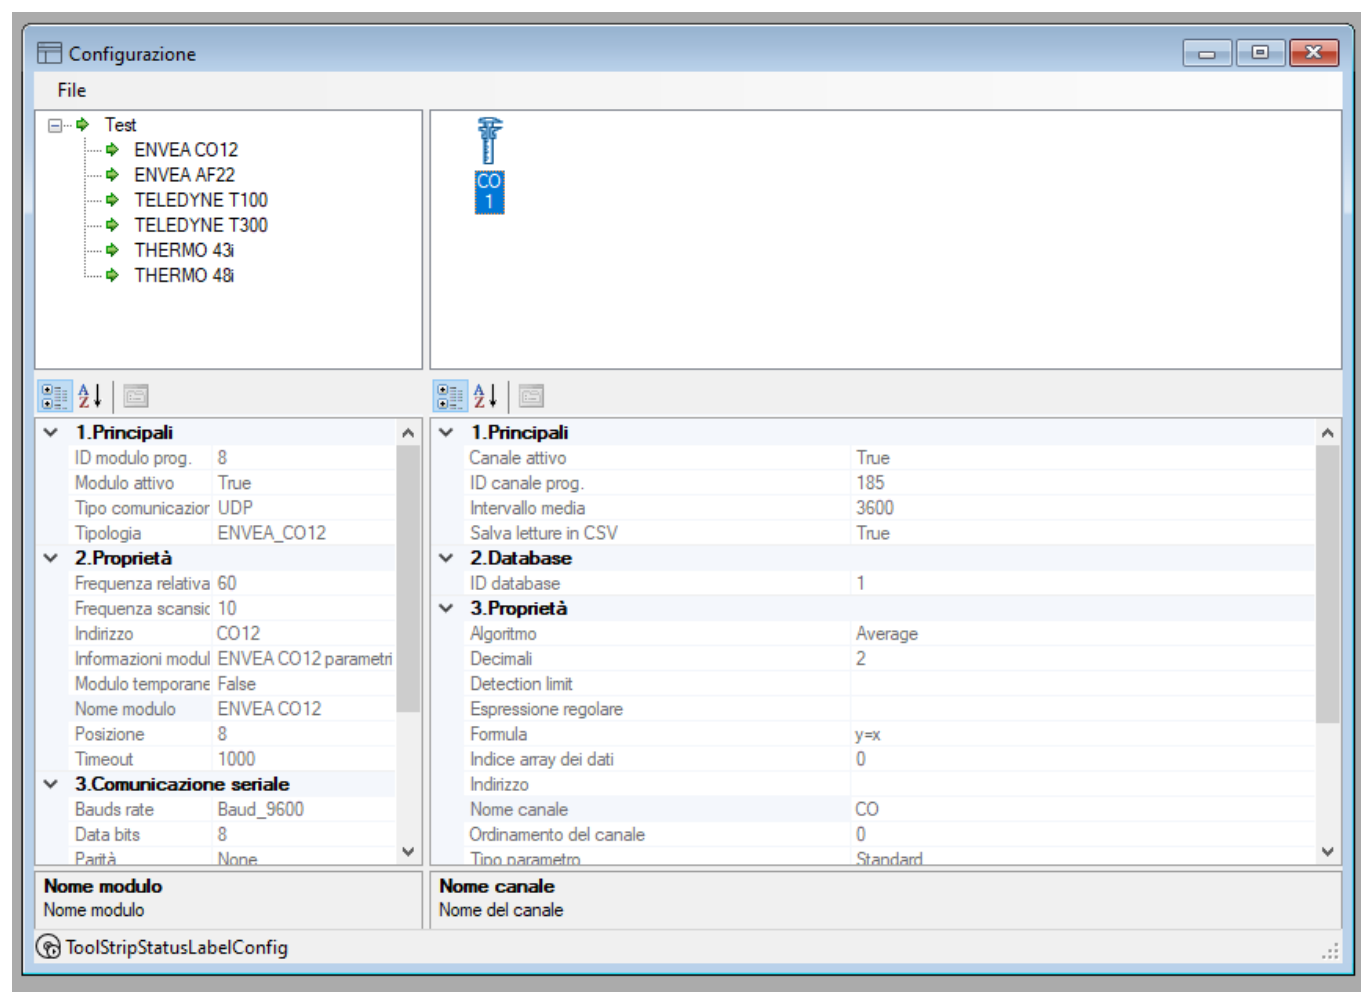 Configurazione
File
Test
ENVEA CO12
ENVEA AF22
TELEDYNE T100
TELEDYNE T300
THERMO 43i
THERMO 48i
CO
1
1.Principali
ID modulo prog. 8
Modulo attivo True
Tipo comunicazior UDP
Tipologia ENVEA_CO12
2.Proprietà
Frequenza relativa 60
Frequenza scansic 10
Indirizzo CO12
Informazioni modul ENVEA CO12 parametri
Modulo temporane False
Nome modulo ENVEA CO12
Posizione 8
Timeout 1000
3.Comunicazione seriale
Bauds rate Baud_9600
Data bits 8
Parità None
Nome modulo
Nome modulo
1.Principali
Canale attivo True
ID canale prog. 185
Intervallo media 3600
Salva letture in CSV True
2.Database
ID database 1
3.Proprietà
Algoritmo Average
Decimali 2
Detection limit
Espressione regolare
Formula y=x
Indice array dei dati 0
Indirizzo
Nome canale CO
Ordinamento del canale 0
Tipo parametro Standard
Nome canale
Nome del canale
ToolStripStatusLabelConfig